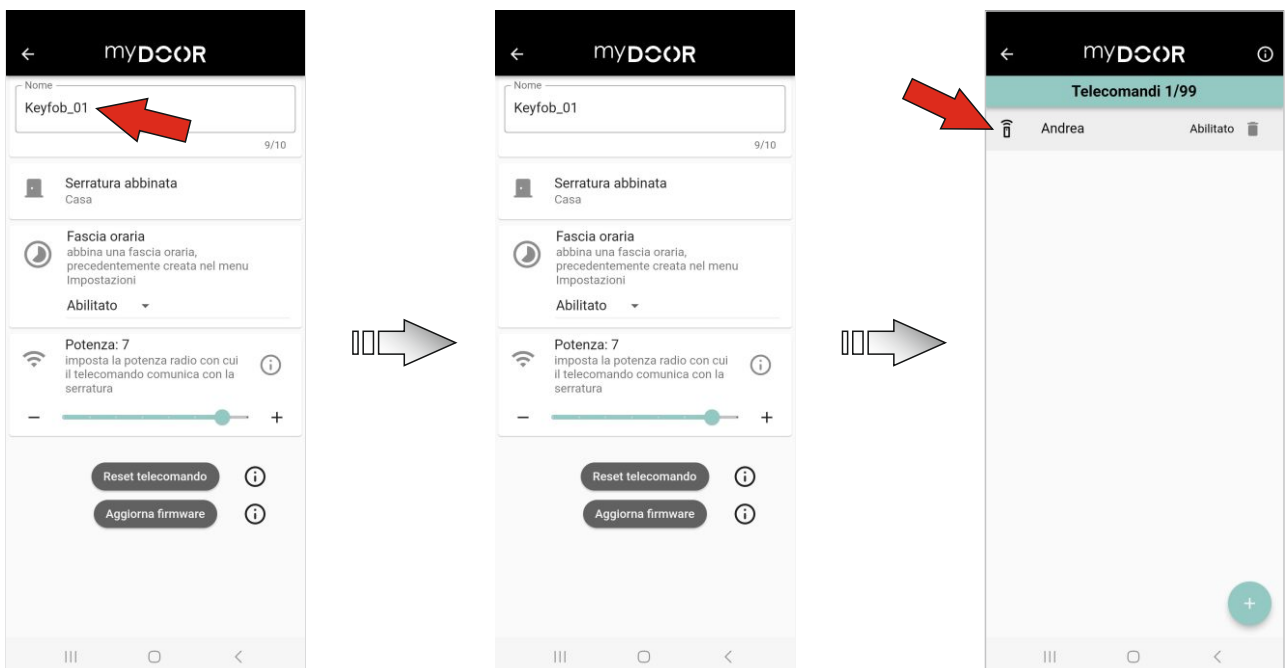 myDOOR
Nome
Keyfob_01
9/10
Serratura abbinata
Casa
Fascia oraria
abbina una fascia oraria,
precedentemente creata nel menu
Impostazioni
Abilitato
Potenza: 7
imposta la potenza radio con cui
il telecomando comunica con la
serratura
Reset telecomando
Aggiorna firmware
myDOOR
Nome
Keyfob_01
9/10
Serratura abbinata
Casa
Fascia oraria
abbina una fascia oraria,
precedentemente creata nel menu
Impostazioni
Abilitato
Potenza: 7
imposta la potenza radio con cui
il telecomando comunica con la
serratura
Reset telecomando
Aggiorna firmware
myDOOR
Telecomandi 1/99
Andrea Abilitato